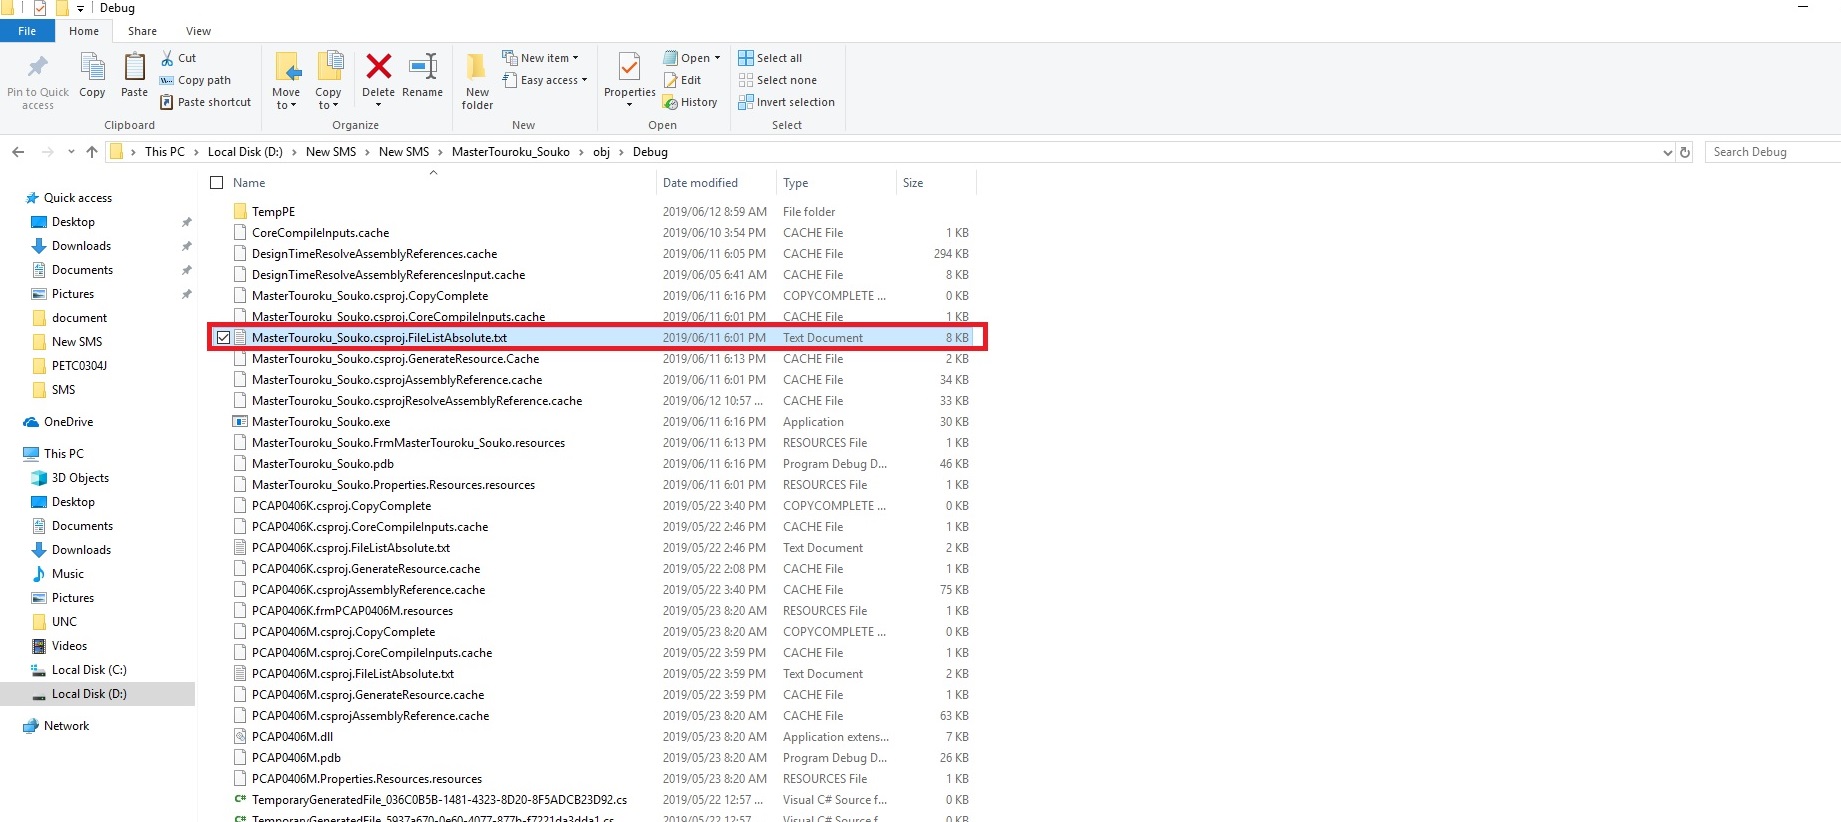 Debug
File Home Share View
Pin to Quick access
Copy
Paste
Cut
Copy path
Paste shortcut
Clipboard
Move to
Copy to
Delete
Rename
Organize
New folder
New item
Easy access
New
Properties
Open
Edit
History
Open
Select all
Select none
Invert selection
Select
This PC > Local Disk (D:) > New SMS > New SMS > MasterTouroku_Souko > obj > Debug
Search Debug
Quick access
Desktop
Downloads
Documents
Pictures
document
New SMS
PETC0304J
SMS
OneDrive
This PC
3D Objects
Desktop
Documents
Downloads
Music
Pictures
UNC
Videos
Local Disk (C:)
Local Disk (D:)
Network
Name Date modified Type Size
TempPE 2019/06/12 8:59 AM File folder
CoreCompileInputs.cache 2019/06/10 3:54 PM CACHE File 1 KB
DesignTimeResolveAssemblyReferences.cache 2019/06/11 6:05 PM CACHE File 294 KB
DesignTimeResolveAssemblyReferencesInput.cache 2019/06/05 6:41 AM CACHE File 8 KB
MasterTouroku_Souko.csproj.CopyComplete 2019/06/11 6:16 PM COPYCOMPLETE ... 0 KB
MasterTouroku_Souko.csproj.CoreCompileInputs.cache 2019/06/11 6:01 PM CACHE File 1 KB
MasterTouroku_Souko.csproj.FileListAbsolute.txt 2019/06/11 6:01 PM Text Document 8 KB
MasterTouroku_Souko.csproj.GenerateResource.Cache 2019/06/11 6:13 PM CACHE File 2 KB
MasterTouroku_Souko.csprojAssemblyReference.cache 2019/06/11 6:01 PM CACHE File 34 KB
MasterTouroku_Souko.csprojResolveAssemblyReference.cache 2019/06/12 10:57 ... CACHE File 33 KB
MasterTouroku_Souko.exe 2019/06/11 6:16 PM Application 30 KB
MasterTouroku_Souko.FrmMasterTouroku_Souko.resources 2019/06/11 6:13 PM RESOURCES File 1 KB
MasterTouroku_Souko.pdb 2019/06/11 6:16 PM Program Debug D... 46 KB
MasterTouroku_Souko.Properties.Resources.resources 2019/06/11 6:01 PM RESOURCES File 1 KB
PCAP0406K.csproj.CopyComplete 2019/05/22 3:40 PM COPYCOMPLETE ... 0 KB
PCAP0406K.csproj.CoreCompileInputs.cache 2019/05/22 2:46 PM CACHE File 1 KB
PCAP0406K.csproj.FileListAbsolute.txt 2019/05/22 2:46 PM Text Document 2 KB
PCAP0406K.csproj.GenerateResource.cache 2019/05/22 2:08 PM CACHE File 1 KB
PCAP0406K.csprojAssemblyReference.cache 2019/05/22 3:40 PM CACHE File 75 KB
PCAP0406K.frmPCAP0406M.resources 2019/05/23 8:20 AM RESOURCES File 1 KB
PCAP0406M.csproj.CopyComplete 2019/05/23 8:20 AM COPYCOMPLETE ... 0 KB
PCAP0406M.csproj.CoreCompileInputs.cache 2019/05/22 3:59 PM CACHE File 1 KB
PCAP0406M.csproj.FileListAbsolute.txt 2019/05/22 3:59 PM Text Document 2 KB
PCAP0406M.csproj.GenerateResource.cache 2019/05/22 3:59 PM CACHE File 1 KB
PCAP0406M.csprojAssemblyReference.cache 2019/05/23 8:20 AM CACHE File 63 KB
PCAP0406M.dll 2019/05/23 8:20 AM Application extens... 7 KB
PCAP0406M.pdb 2019/05/23 8:20 AM Program Debug D... 26 KB
PCAP0406M.Properties.Resources.resources 2019/05/23 8:20 AM RESOURCES File 1 KB
TemporaryGeneratedFile_036C0B5B-1481-4323-8D20-8F5ADCB23D92.cs 2019/05/22 12:57 ... Visual C# Source f... 0 KB
TemporaryGeneratedFile_5937a670-0e60-4077-877b-f7221da3dda1.cs 2019/05/22 12:57 ... Visual C# Source f... 0 KB